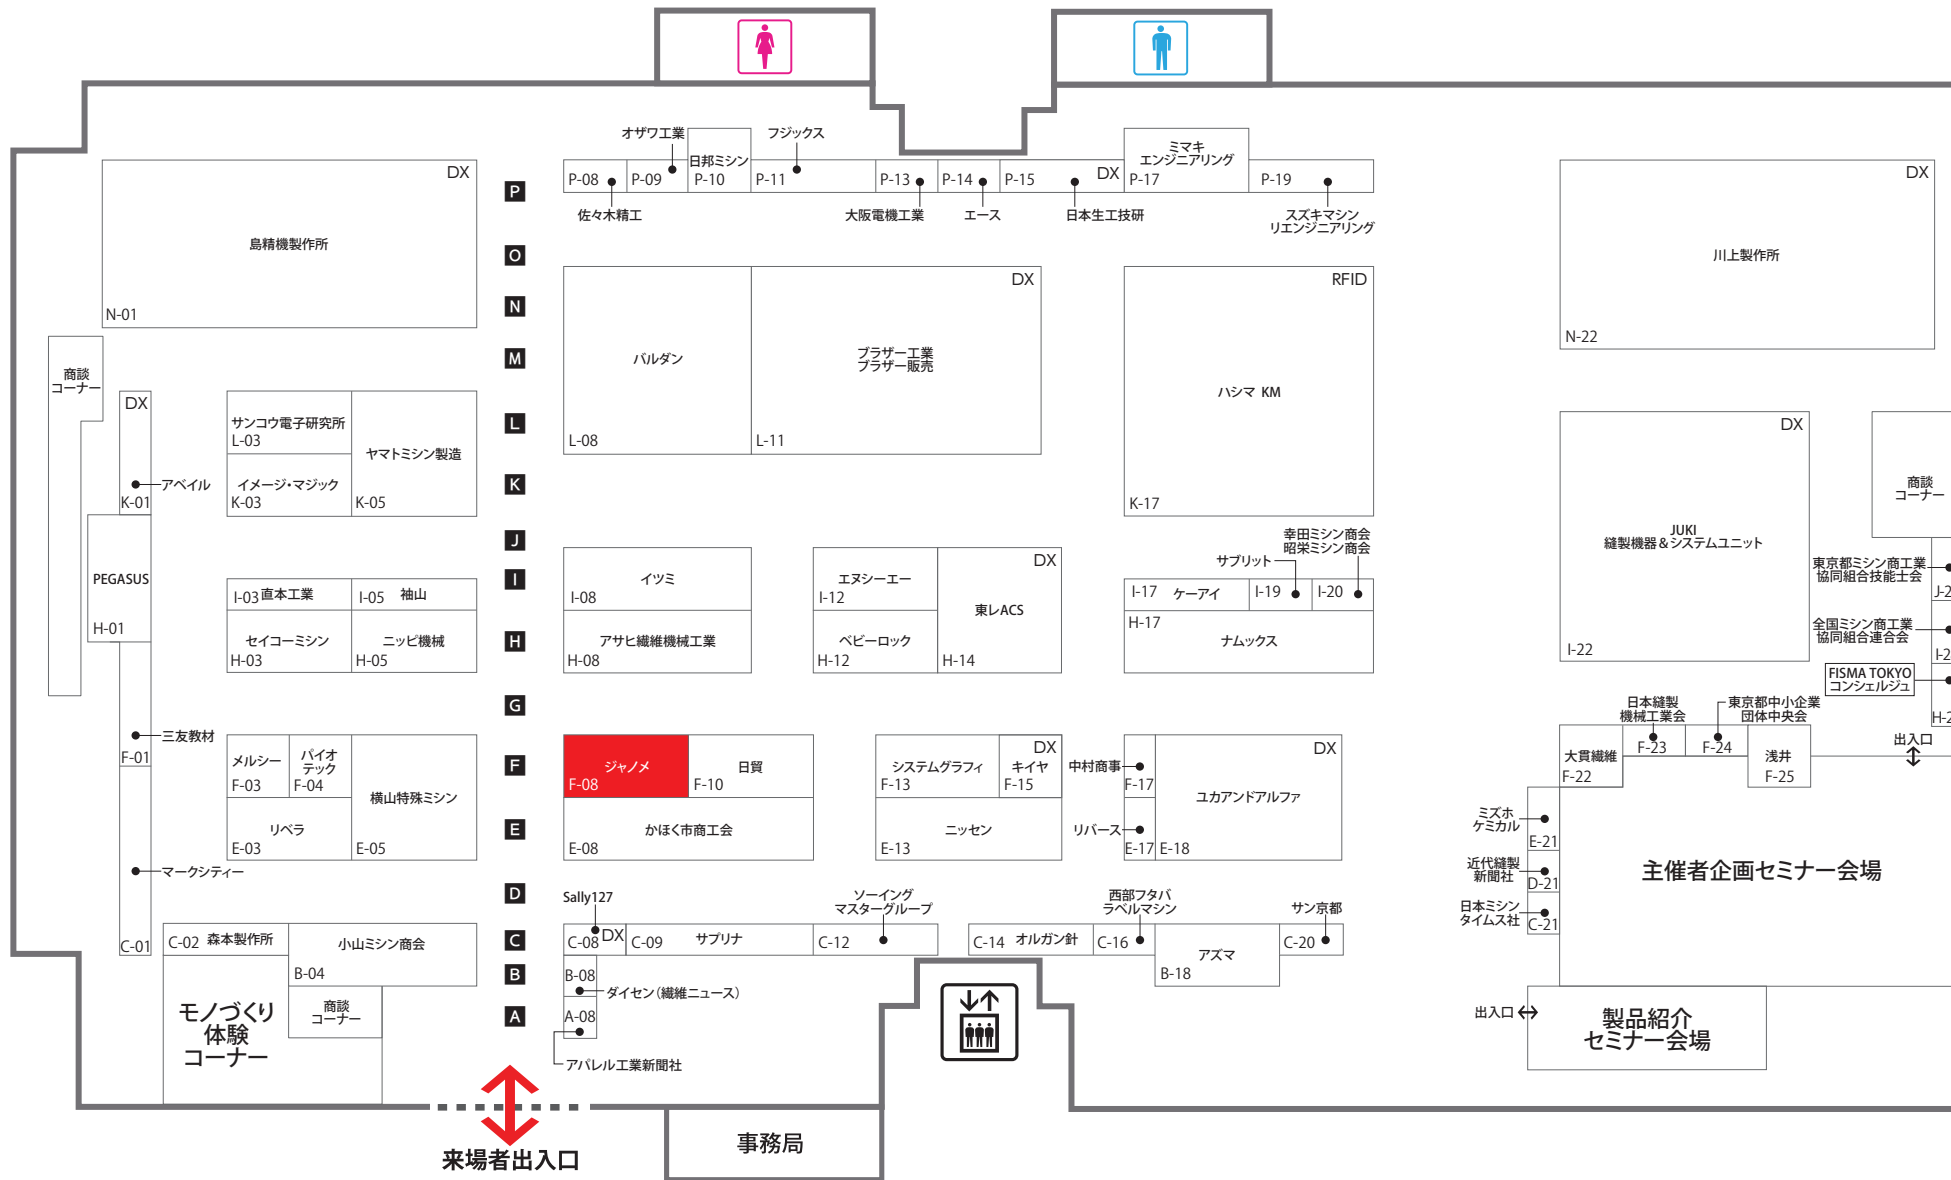 オザワ工業
フジックス
日邦ミシン
ミマキ
エンジニアリング
P
P-08
P-09
P-10
P-11
P-13
P-14
P-15
DX
P-17
P-19
佐々木精工
大阪電機工業
エース
日本生工技研
スズキマシン
リエンジニアリング
DX
島精機製作所
N-01
DX
川上製作所
N-22
O
N
M
L
K
J
I
H
G
F
E
D
C
B
A
バルダン
L-08
DX
ブラザー工業
ブラザー販売
L-11
RFID
ハシマ KM
K-17
商談
コーナー
DX
アベイル
K-01
サンコウ電子研究所
L-03
イメージ・マジック
K-03
ヤマトミシン製造
K-05
DX
JUKI
縫製機器&システムユニット
I-22
商談
コーナー
PEGASUS
H-01
I-03 直本工業
I-05 袖山
セイコーミシン
H-03
ニッピ機械
H-05
イツミ
I-08
アサヒ繊維機械工業
H-08
エヌシーエー
I-12
ベビーロック
H-12
DX
東レACS
H-14
サブリット
幸田ミシン商会
昭栄ミシン商会
I-17 ケーアイ
I-19
I-20
H-17
ナムックス
東京都ミシン商工業
協同組合技能士会
J-2
全国ミシン商工業
協同組合連合会
I-2
FISMA TOKYO
コンシェルジュ
H-2
三友教材
F-01
メルシー
F-03
パイオ
テック
F-04
横山特殊ミシン
E-05
リベラ
E-03
マークシティー
C-01
ジャノメ
F-08
日貿
F-10
かほく市商工会
E-08
システムグラフィ
F-13
DX
キイヤ
F-15
ニッセン
E-13
中村商事
F-17
リバース
E-17
DX
ユカアンドアルファ
E-18
日本縫製
機械工業会
東京都中小企業
団体中央会
大貫繊維
F-22
F-23
F-24
浅井
F-25
出入口
ミズホ
ケミカル
E-21
近代縫製
新聞社
D-21
日本ミシン
タイムス社
C-21
主催者企画セミナー会場
Sally127
ソーイング
マスターグループ
西部フタバ
ラベルマシン
サン京都
C-02 森本製作所
小山ミシン商会
B-04
C-08
DX
C-09 サプリナ
C-12
C-14 オルガン針
C-16
アズマ
B-18
C-20
B-08
ダイセン(繊維ニュース)
A-08
アパレル工業新聞社
モノづくり
体験
コーナー
商談
コーナー
出入口
製品紹介
セミナー会場
来場者出入口
事務局